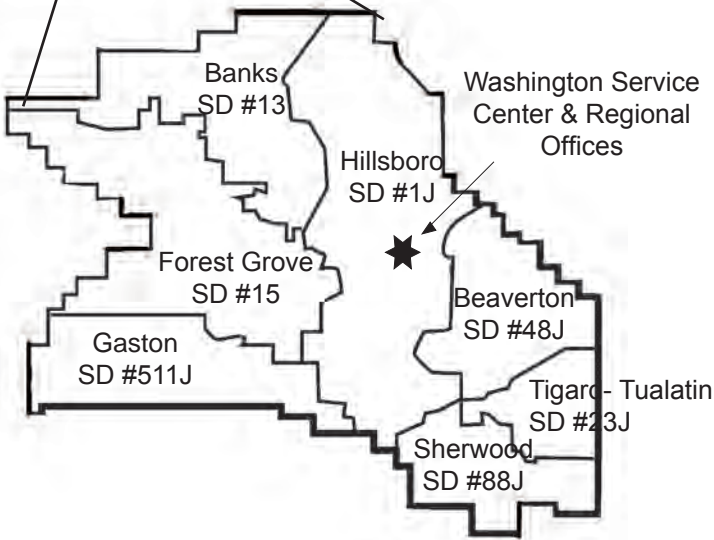 Banks
SD #13
Washington Service
Center & Regional
Offices
Hillsboro
SD #1J
Forest Grove
SD #15
Beaverton
SD #48J
Gaston
SD #511J
Tigard- Tualatin
SD #23J
Sherwood
SD #88J